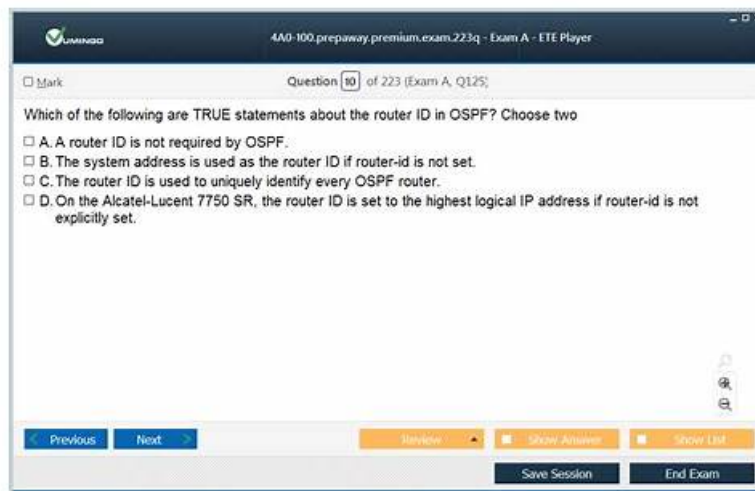 VUMINGO
4A0-100.prepaway.premium.exam.223q - Exam A - ETE Player
Mark
Question 10 of 223 (Exam A, Q125)
Which of the following are TRUE statements about the router ID in OSPF? Choose two
A. A router ID is not required by OSPF.
B. The system address is used as the router ID if router-id is not set.
C. The router ID is used to uniquely identify every OSPF router.
D. On the Alcatel-Lucent 7750 SR, the router ID is set to the highest logical IP address if router-id is not
explicitly set.
Previous Next Review Show Answer Show List
Save Session End Exam